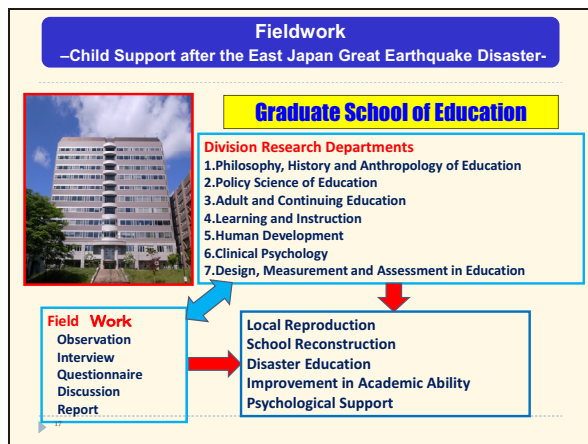 Fieldwork
–Child Support after the East Japan Great Earthquake Disaster-
Graduate School of Education
Division Research Departments
1.Philosophy, History and Anthropology of Education
2.Policy Science of Education
3.Adult and Continuing Education
4.Learning and Instruction
5.Human Development
6.Clinical Psychology
7.Design, Measurement and Assessment in Education
Field Work
Observation
Interview
Questionnaire
Discussion
Report
Local Reproduction
School Reconstruction
Disaster Education
Improvement in Academic Ability
Psychological Support
17